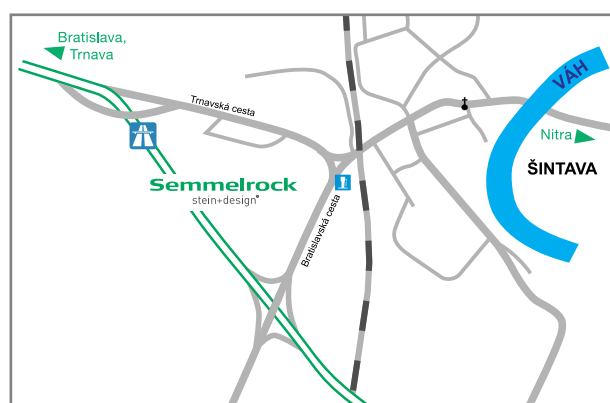 Bratislava,
Trnava
Trnavská cesta
VÁH
Nitra
ŠINTAVA
Semmelrock
stein+design®
Bratislavská cesta